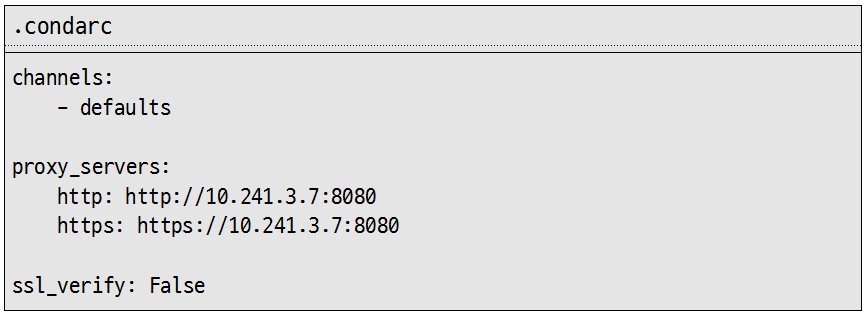 .condarc
channels:
    - defaults
proxy_servers:
    http: http://10.241.3.7:8080
    https: https://10.241.3.7:8080
ssl_verify: False